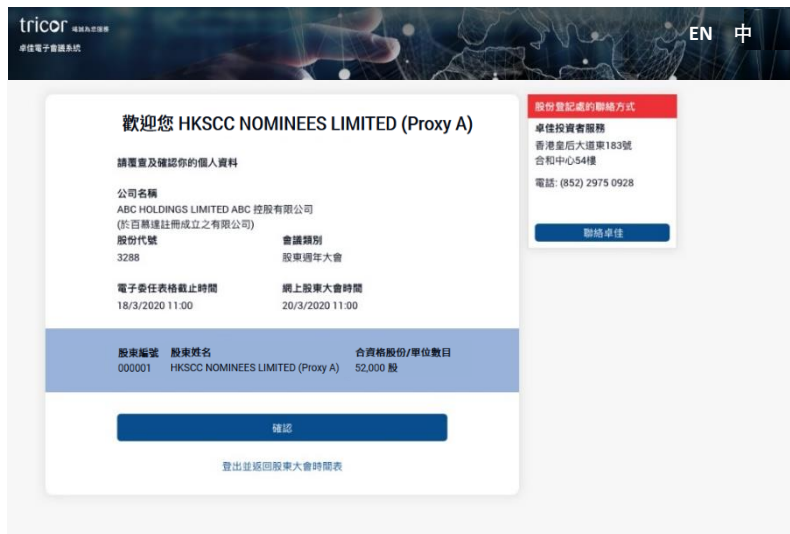 tricor 竭誠為您服務
卓佳電子會議系統
EN 中
歡迎您 HKSCC NOMINEES LIMITED (Proxy A)
請覆查及確認你的個人資料
公司名稱
ABC HOLDINGS LIMITED ABC 控股有限公司
(於百慕達註冊成立之有限公司)
股份代號 會議類別
3288 股東週年大會
電子委任表格截止時間 網上股東大會時間
18/3/2020 11:00 20/3/2020 11:00
股東編號 股東姓名 合資格股份/單位數目
000001 HKSCC NOMINEES LIMITED (Proxy A) 52,000 股
確認
登出並返回股東大會時間表
股份登記處的聯絡方式
卓佳投資者服務
香港皇后大道東183號
合和中心54樓
電話: (852) 2975 0928
聯絡卓佳